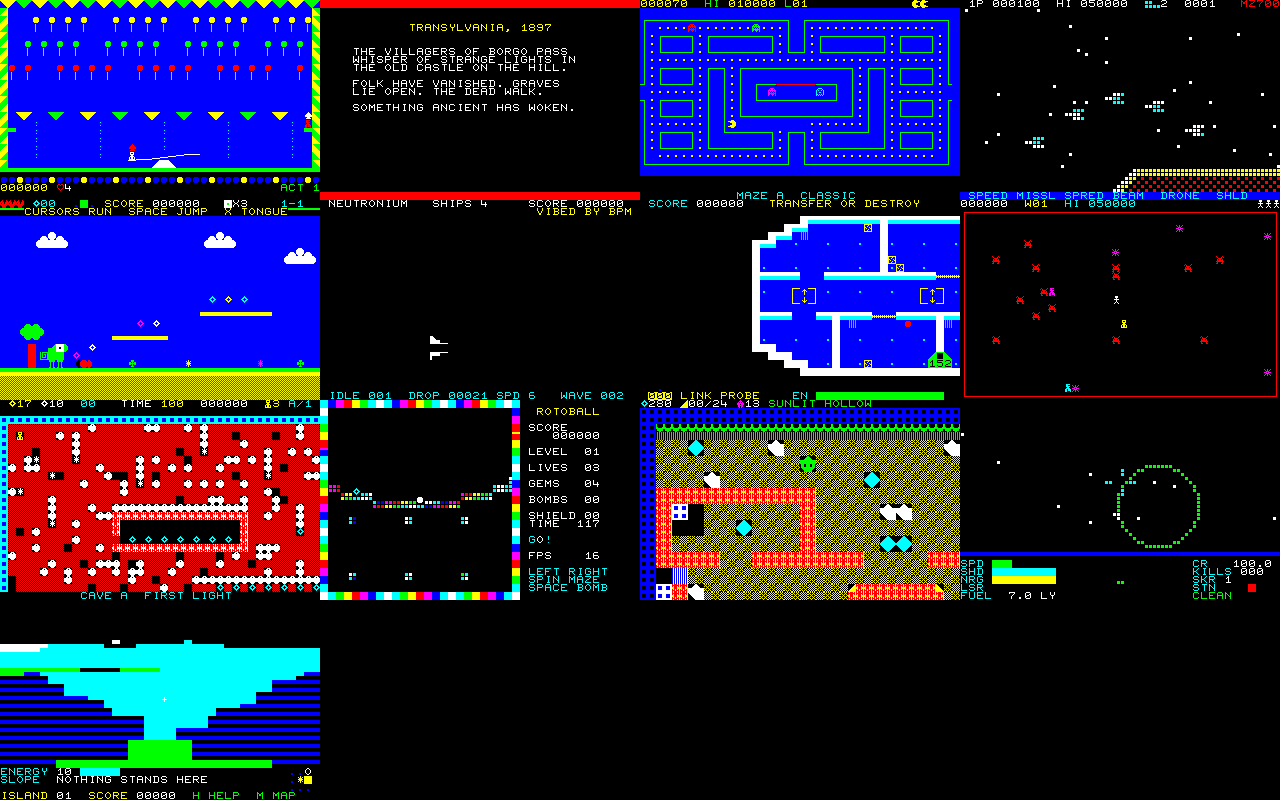 000000 ♡4 ACT 1
TRANSYLVANIA, 1897
THE VILLAGERS OF BORGO PASS
WHISPER OF STRANGE LIGHTS IN
THE OLD CASTLE ON THE HILL.
FOLK HAVE VANISHED. GRAVES
LIE OPEN. THE DEAD WALK.
SOMETHING ANCIENT HAS WOKEN.
000070 HI 010000 L01
MAZE A CLASSIC
1P 000100 HI 050000 2 0001 MZ700
SPEED MISSL SPRED BEAM DRONE SHLD
00 SCORE 000000 X3 1-1
CURSORS RUN SPACE JUMP X TONGUE
◇17 ◇10 00 TIME 100 000000 3 A/1
NEUTRONIUM SHIPS 4 SCORE 000000
VIBED BY BPM
IDLE 001 DROP 00021 SPD 6 WAVE 002
SCORE 000000 TRANSFER OR DESTROY
152
000 LINK PROBE EN
000000 W01 HI 050000
CAVE A FIRST LIGHT
ROTOBALL
SCORE
000000
LEVEL 01
LIVES 03
GEMS 04
BOMBS 00
SHIELD 00
TIME 117
GO!
FPS 16
LEFT RIGHT
SPIN MAZE
SPACE BOMB
◇280 00/24 13 SUNLIT HOLLOW
SPD CR 100.0
SHD KILLS 000
NRG SKR 1
LSR STN
FUEL 7.0 LY CLEAN
ENERGY 10
SLOPE NOTHING STANDS HERE
ISLAND 01 SCORE 00000 H HELP M MAP